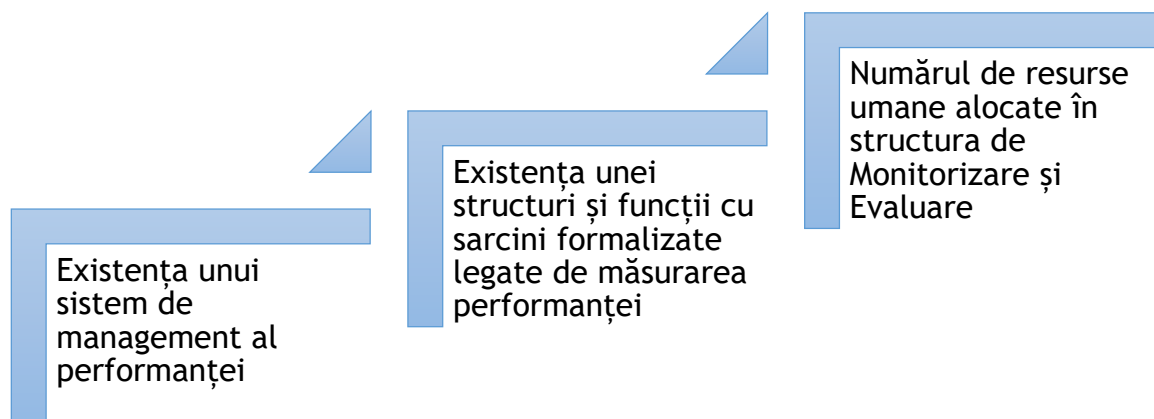 Existența unui
sistem de
management al
performanței
Existența unei
structuri și funcții cu
sarcini formalizate
legate de măsurarea
performanței
Numărul de resurse
umane alocate în
structura de
Monitorizare și
Evaluare